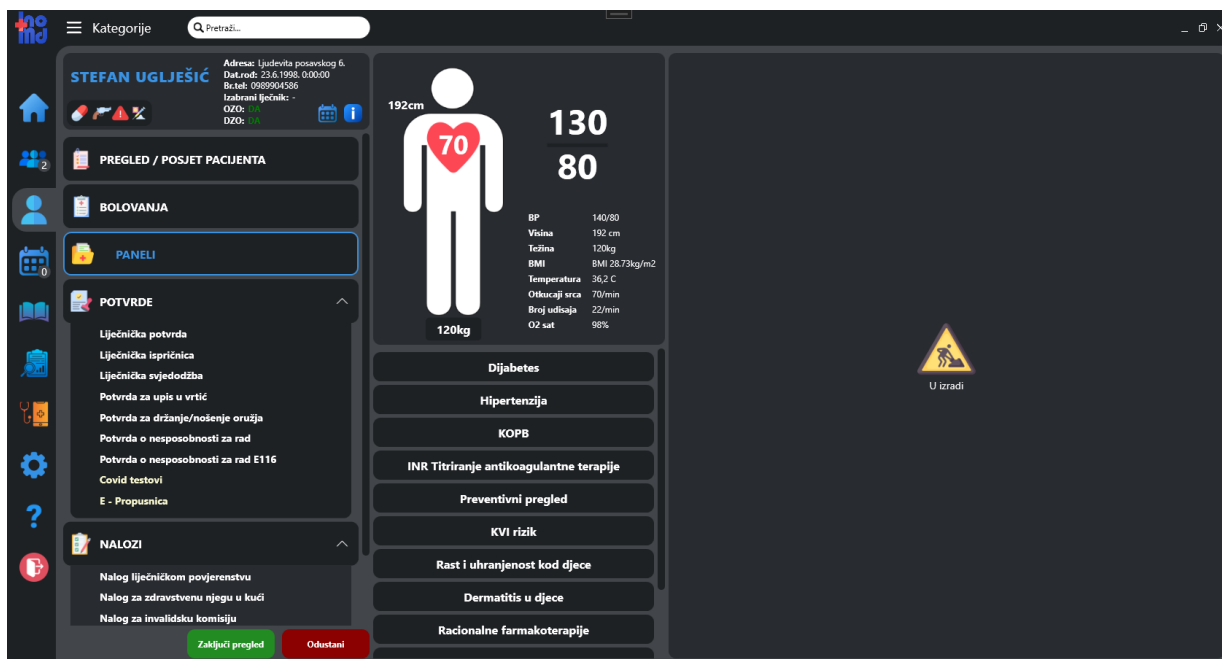 ino
med
Kategorije
Pretraži...
STEFAN UGLJEŠIĆ
Adresa: Ljudevita posavskog 6.
Dat.rod: 23.6.1998. 0:00:00
Br.tel: 0989904586
Izabrani liječnik: -
OZO: DA
DZO: DA
2
0
PREGLED / POSJET PACIJENTA
BOLOVANJA
PANELI
POTVRDE
Liječnička potvrda
Liječnička ispričnica
Liječnička svjedodžba
Potvrda za upis u vrtić
Potvrda za držanje/nošenje oružja
Potvrda o nesposobnosti za rad
Potvrda o nesposobnosti za rad E116
Covid testovi
E - Propusnica
NALOZI
Nalog liječničkom povjerenstvu
Nalog za zdravstvenu njegu u kući
Nalog za invalidsku komisiju
Zaključi pregled
Odustani
192cm
70
120kg
130
80
BP 140/80
Visina 192 cm
Težina 120kg
BMI BMI 28.73kg/m2
Temperatura 36,2 C
Otkucaji srca 70/min
Broj udisaja 22/min
O2 sat 98%
Dijabetes
Hipertenzija
KOPB
INR Titriranje antikoagulantne terapije
Preventivni pregled
KVI rizik
Rast i uhranjenost kod djece
Dermatitis u djece
Racionalne farmakoterapije
U izradi